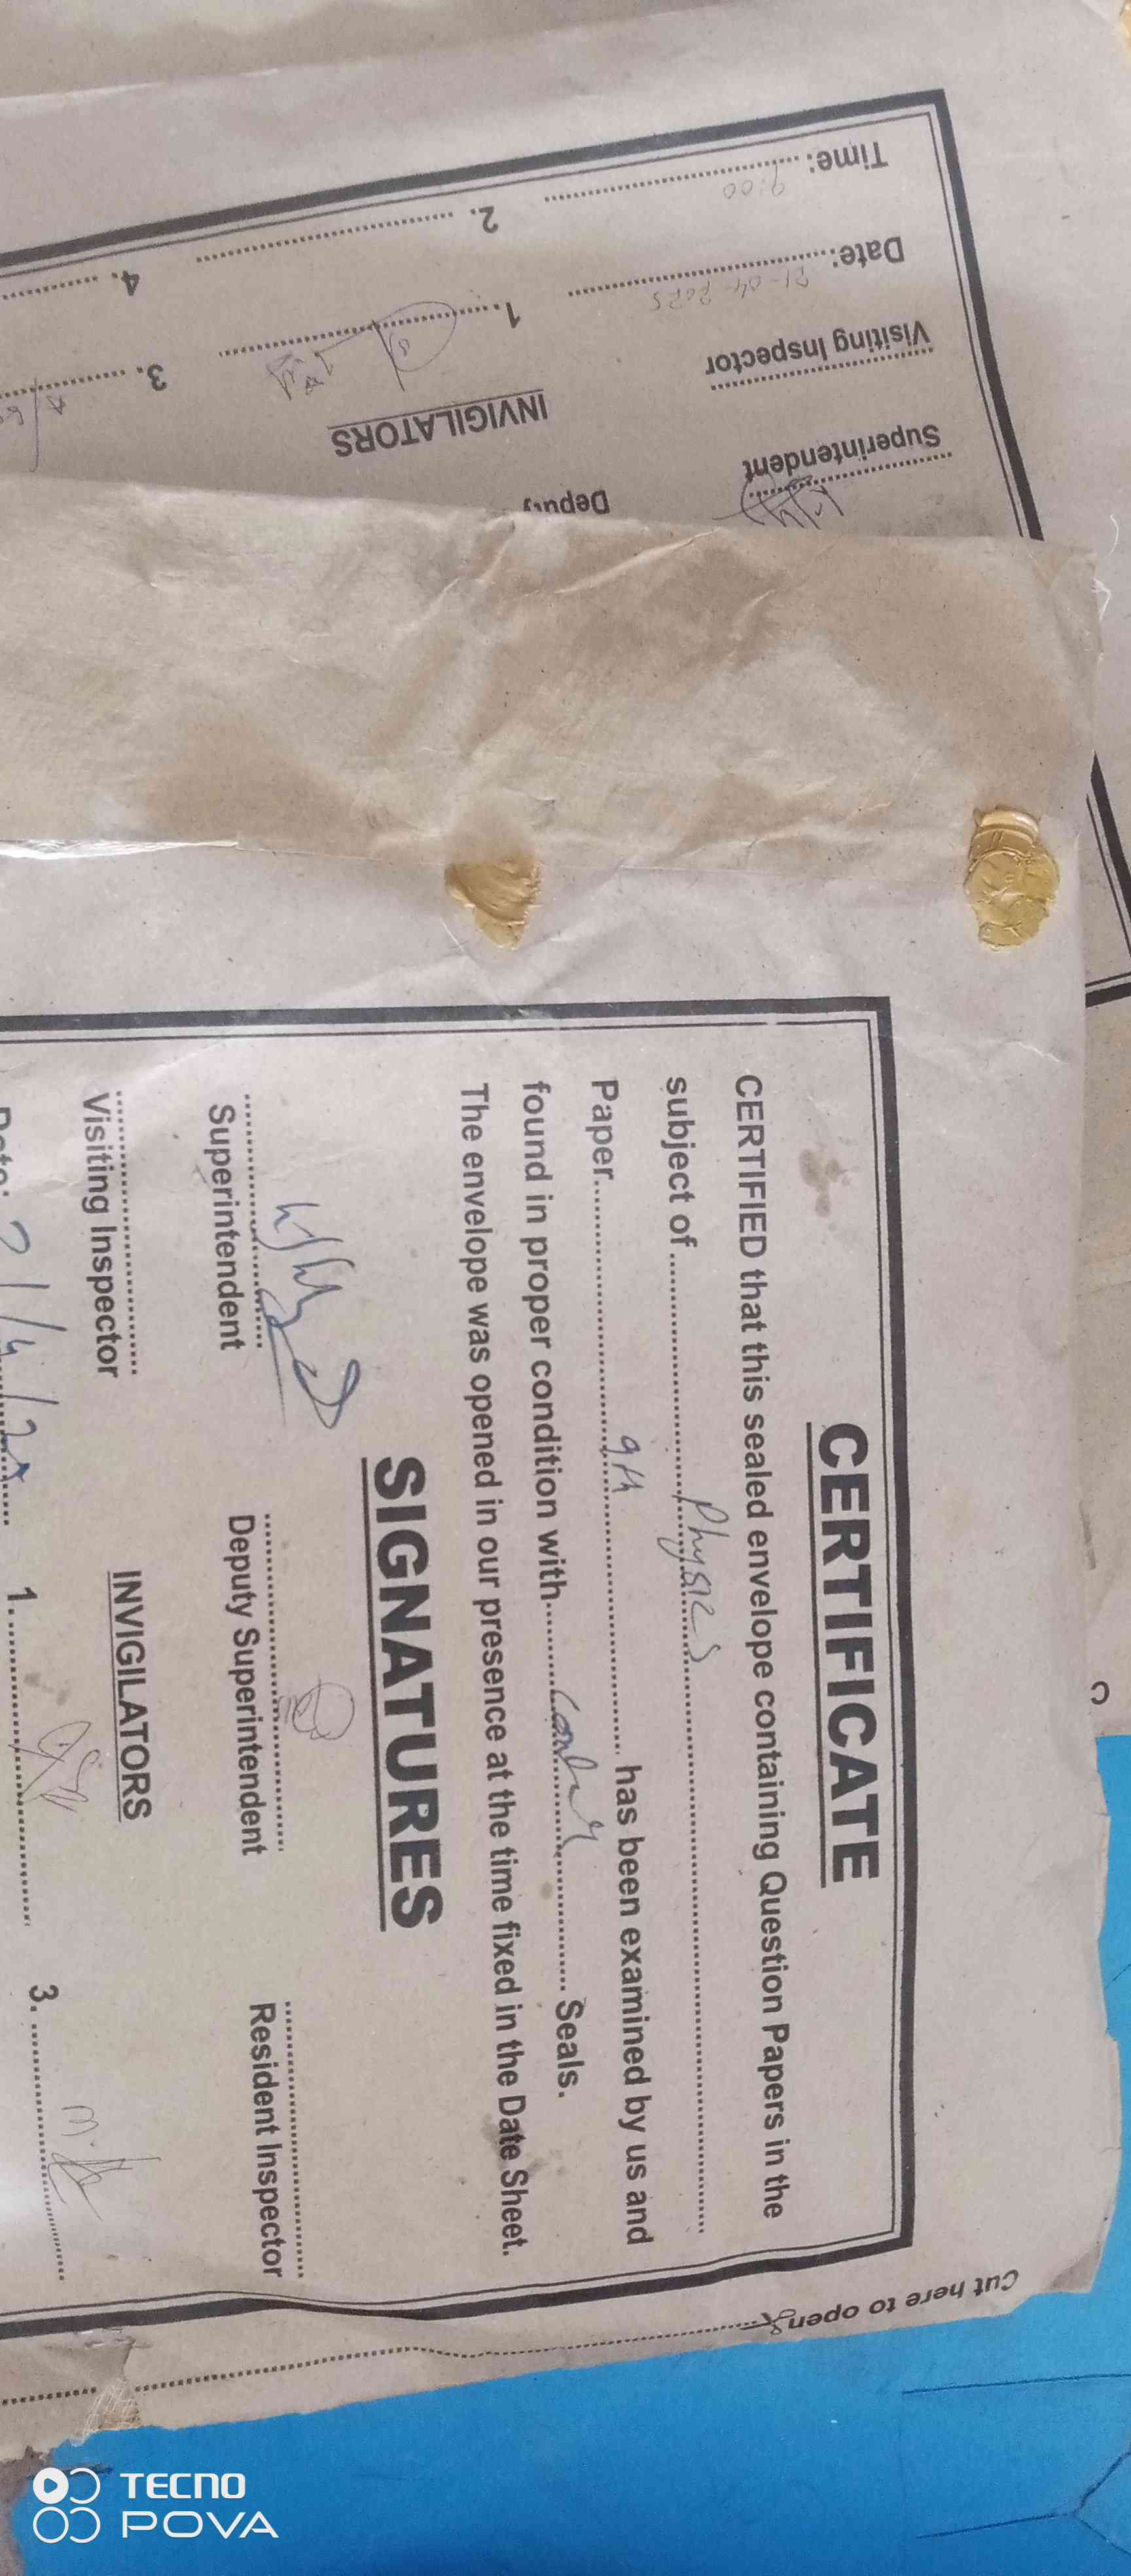 CERTIFICATE
CERTIFIED that this sealed envelope containing Question Papers in the
subject of Physics
Paper 9th has been examined by us and
found in proper condition with Seals.
The envelope was opened in our presence at the time fixed in the Date Sheet.
SIGNATURES
Superintendent
Deputy Superintendent
Resident Inspector
Visiting Inspector
INVIGILATORS
1.
3.
Cut here to open
Superintendent
Deputy
Visiting Inspector
INVIGILATORS
Date: 21-04-2025
1.
3.
Time: 9:00
2.
4.
TECNO
POVA